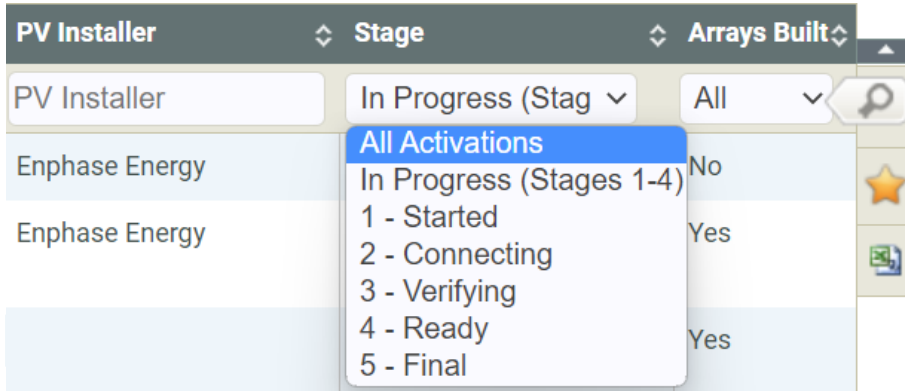 PV Installer Stage Arrays Built
PV Installer In Progress (Stag All
All Activations
Enphase Energy No
In Progress (Stages 1-4)
1 - Started
Enphase Energy Yes
2 - Connecting
3 - Verifying
4 - Ready
Yes
5 - Final